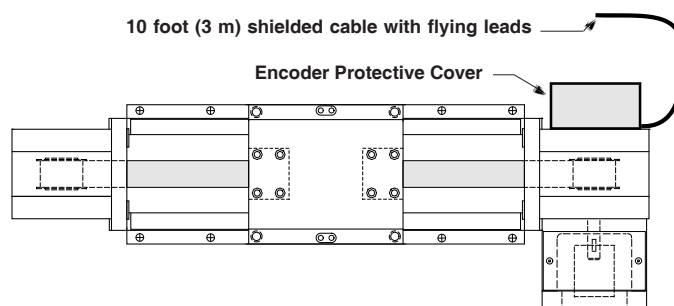 10 foot (3 m) shielded cable with flying leads
Encoder Protective Cover